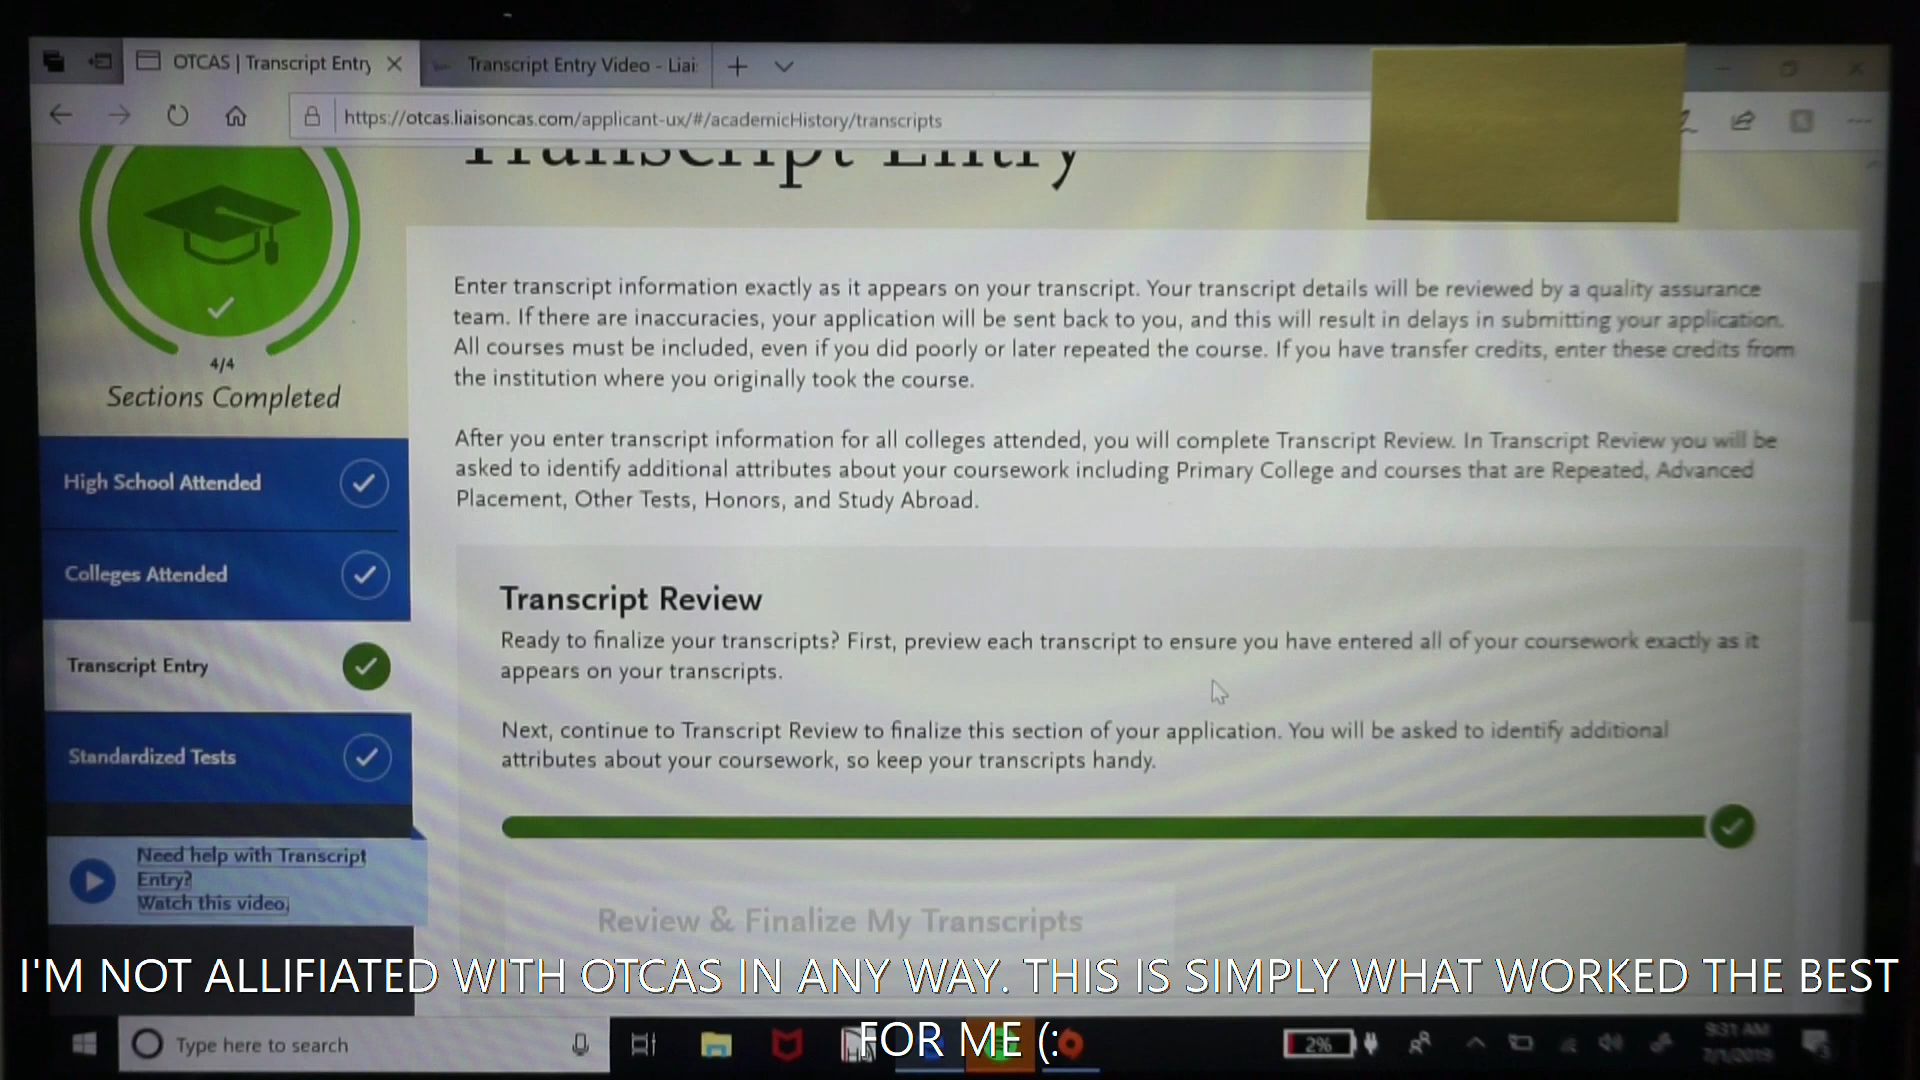 OTCAS | Transcript Entry
Transcript Entry Video - Liai
https://otcas.liaisoncas.com/applicant-ux/#/academicHistory/transcripts
Transcript Entry
4/4
Sections Completed
High School Attended
Colleges Attended
Transcript Entry
Standardized Tests
Need help with Transcript
Entry?
Watch this video.
Enter transcript information exactly as it appears on your transcript. Your transcript details will be reviewed by a quality assurance
team. If there are inaccuracies, your application will be sent back to you, and this will result in delays in submitting your application.
All courses must be included, even if you did poorly or later repeated the course. If you have transfer credits, enter these credits from
the institution where you originally took the course.
After you enter transcript information for all colleges attended, you will complete Transcript Review. In Transcript Review you will be
asked to identify additional attributes about your coursework including Primary College and courses that are Repeated, Advanced
Placement, Other Tests, Honors, and Study Abroad.
Transcript Review
Ready to finalize your transcripts? First, preview each transcript to ensure you have entered all of your coursework exactly as it
appears on your transcripts.
Next, continue to Transcript Review to finalize this section of your application. You will be asked to identify additional
attributes about your coursework, so keep your transcripts handy.
Review & Finalize My Transcripts
I'M NOT ALLIFIATED WITH OTCAS IN ANY WAY. THIS IS SIMPLY WHAT WORKED THE BEST
FOR ME (:
Type here to search
2%
9:31 AM
7/1/2019